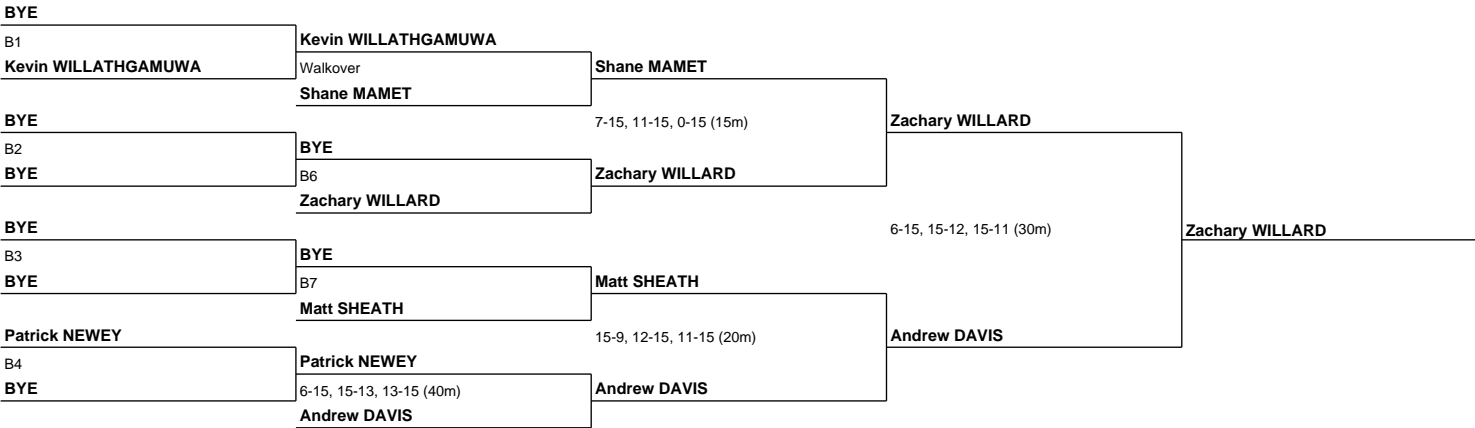 BYE
B1
Kevin WILLATHGAMUWA
Kevin WILLATHGAMUWA
Walkover
Shane MAMET
Shane MAMET
BYE
B2
BYE
BYE
B6
Zachary WILLARD
7-15, 11-15, 0-15 (15m)
Zachary WILLARD
Zachary WILLARD
BYE
B3
BYE
BYE
B7
Matt SHEATH
Matt SHEATH
6-15, 15-12, 15-11 (30m)
Zachary WILLARD
Patrick NEWEY
B4
BYE
Patrick NEWEY
6-15, 15-13, 13-15 (40m)
Andrew DAVIS
15-9, 12-15, 11-15 (20m)
Andrew DAVIS
Andrew DAVIS